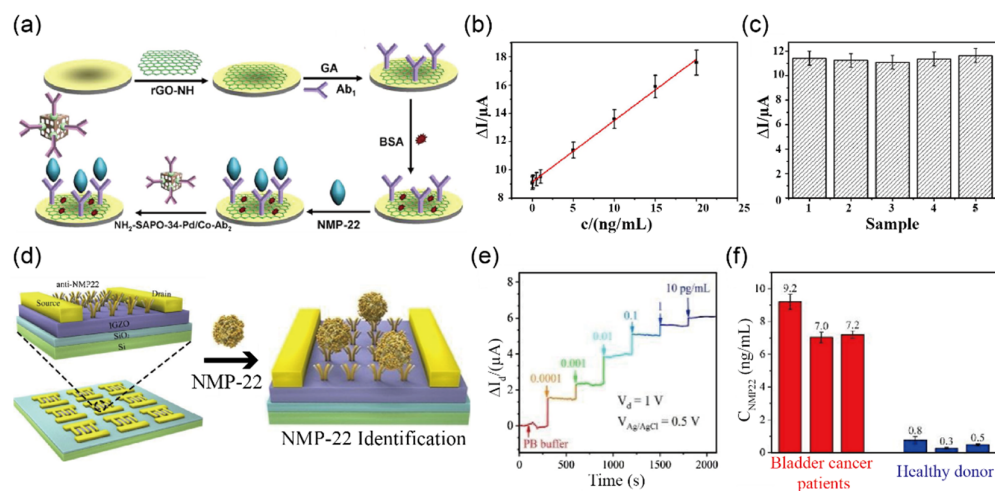 (a)
rGO-NH
GA
Ab1
BSA
NH2-SAPO-34-Pd/Co-Ab2
NMP-22
(b)
ΔI/μA
18
16
14
12
10
8
0
5
10
15
20
25
c/(ng/mL)
(c)
ΔI/μA
12
10
8
6
4
2
0
1
2
3
4
5
Sample
(d)
anti-NMP22
Source
Drain
IGZO
SiO2
Si
NMP-22
NMP-22 Identification
(e)
ΔId/(μA)
6
4
2
0
-2
PB buffer
0.0001
0.001
0.01
0.1
1
10 pg/mL
Vd = 1 V
VAg/AgCl = 0.5 V
0
500
1000
1500
2000
Time (s)
(f)
CNMP22 (ng/mL)
10
8
6
4
2
0
9.2
7.0
7.2
0.8
0.3
0.5
Bladder cancer
patients
Healthy donor